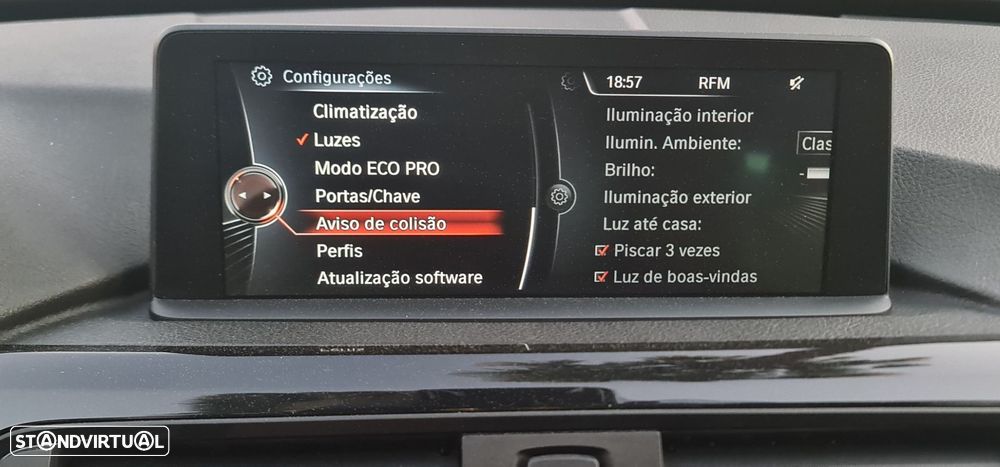 Configurações
Climatização
Luzes
Modo ECO PRO
Portas/Chave
Aviso de colisão
Perfis
Atualização software
18:57 RFM
Iluminação interior
Ilumin. Ambiente: Clas
Brilho: -
Iluminação exterior
Luz até casa:
Piscar 3 vezes
Luz de boas-vindas
STANDVIRTUAL